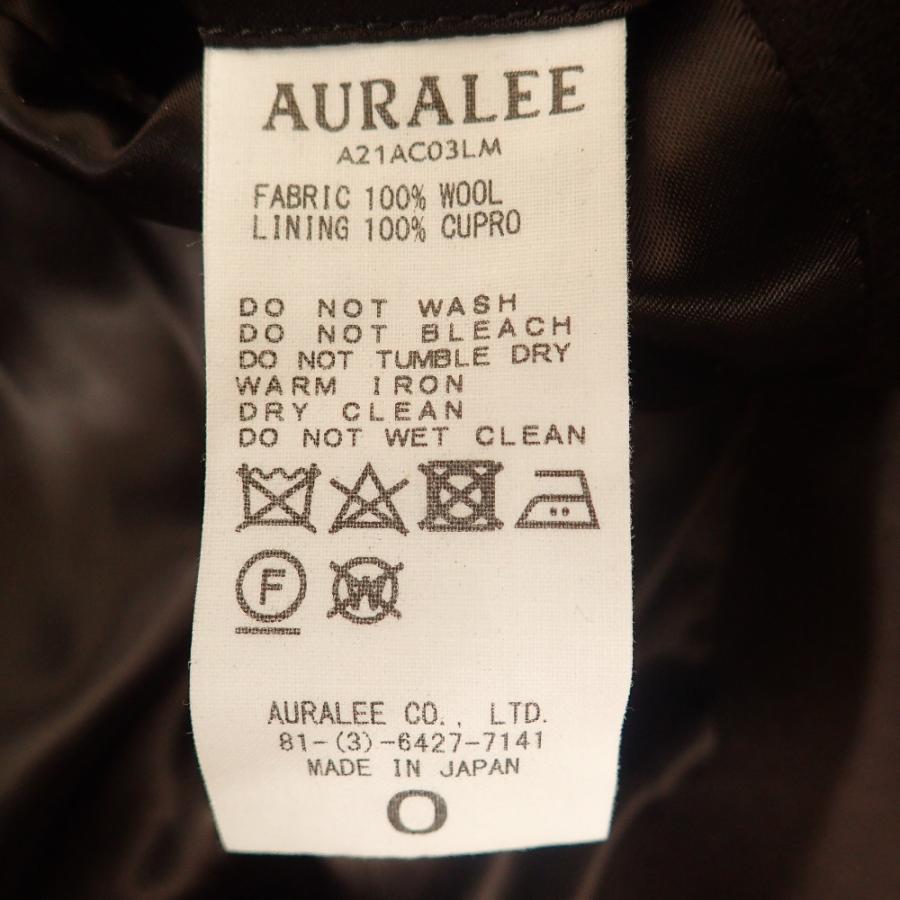 AURALEE
A21AC03LM
FABRIC 100% WOOL
LINING 100% CUPRO
DO NOT WASH
DO NOT BLEACH
DO NOT TUMBLE DRY
WARM IRON
DRY CLEAN
DO NOT WET CLEAN
F W
AURALEE CO., LTD.
81-(3)-6427-7141
MADE IN JAPAN
O